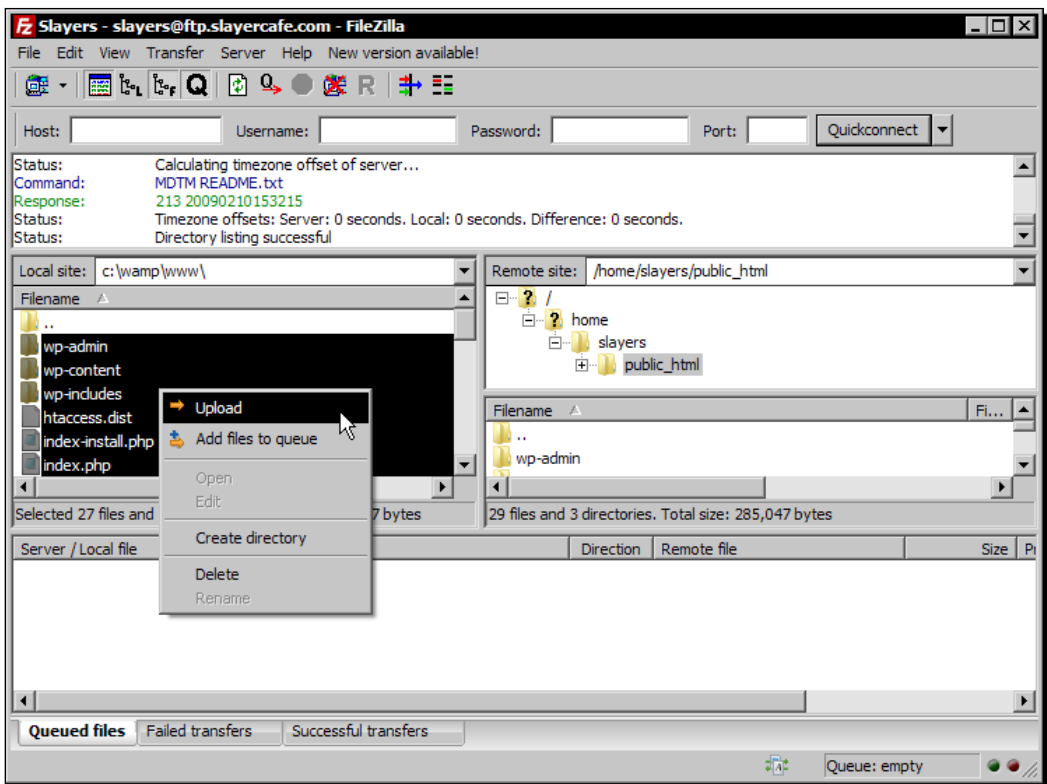 Slayers - slayers@ftp.slayercafe.com - FileZilla
File Edit View Transfer Server Help New version available!
Host: Username: Password: Port: Quickconnect
Status: Calculating timezone offset of server...
Command: MDTM README.txt
Response: 213 20090210153215
Status: Timezone offsets: Server: 0 seconds. Local: 0 seconds. Difference: 0 seconds.
Status: Directory listing successful
Local site: c:\wamp\www\
Filename
..
wp-admin
wp-content
wp-includes
htaccess.dist
index-install.php
index.php
Selected 27 files and 7 bytes
Upload
Add files to queue
Open
Edit
Create directory
Delete
Rename
Remote site: /home/slayers/public_html
/
home
slayers
public_html
Filename Fi...
..
wp-admin
29 files and 3 directories. Total size: 285,047 bytes
Server / Local file Direction Remote file Size
Queued files Failed transfers Successful transfers
Queue: empty